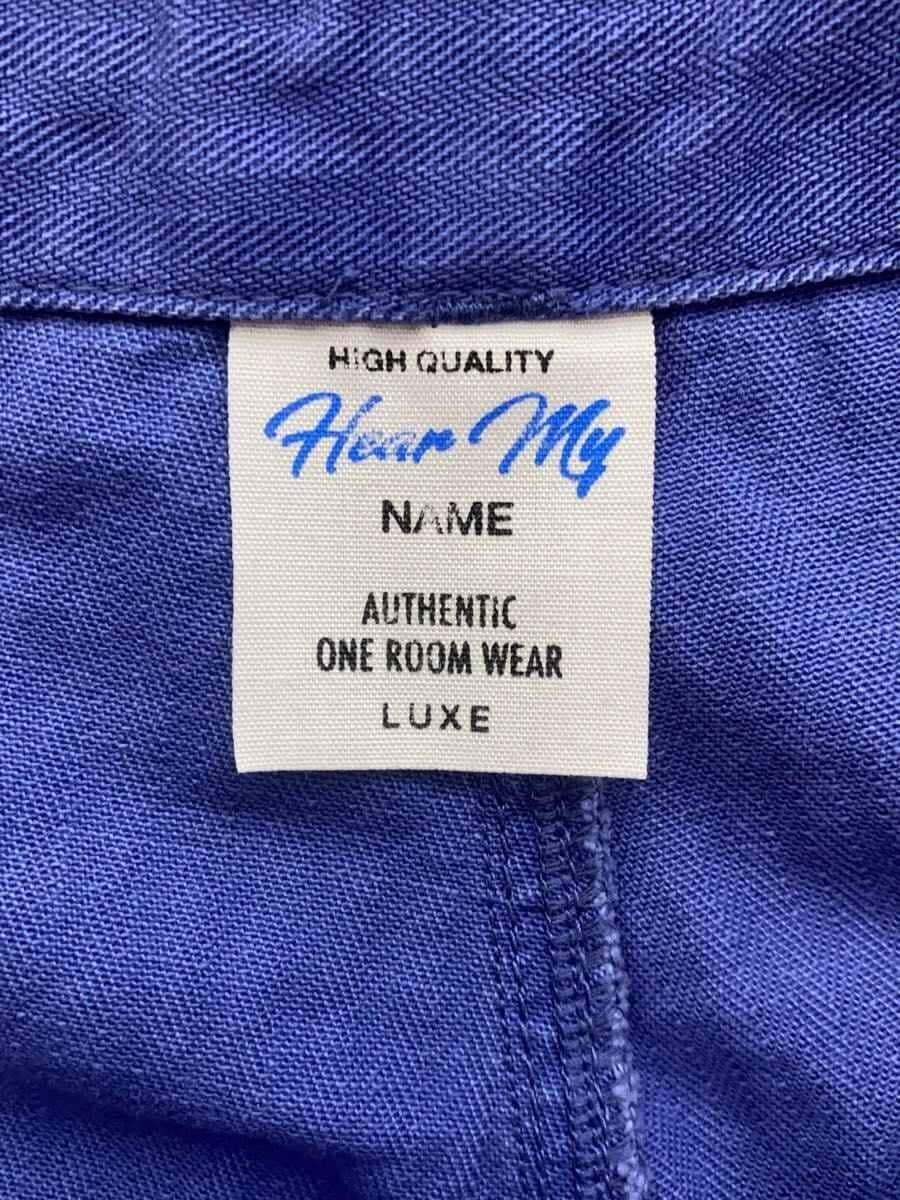 HIGH QUALITY
Hear My
NAME
AUTHENTIC
ONE ROOM WEAR
LUXE